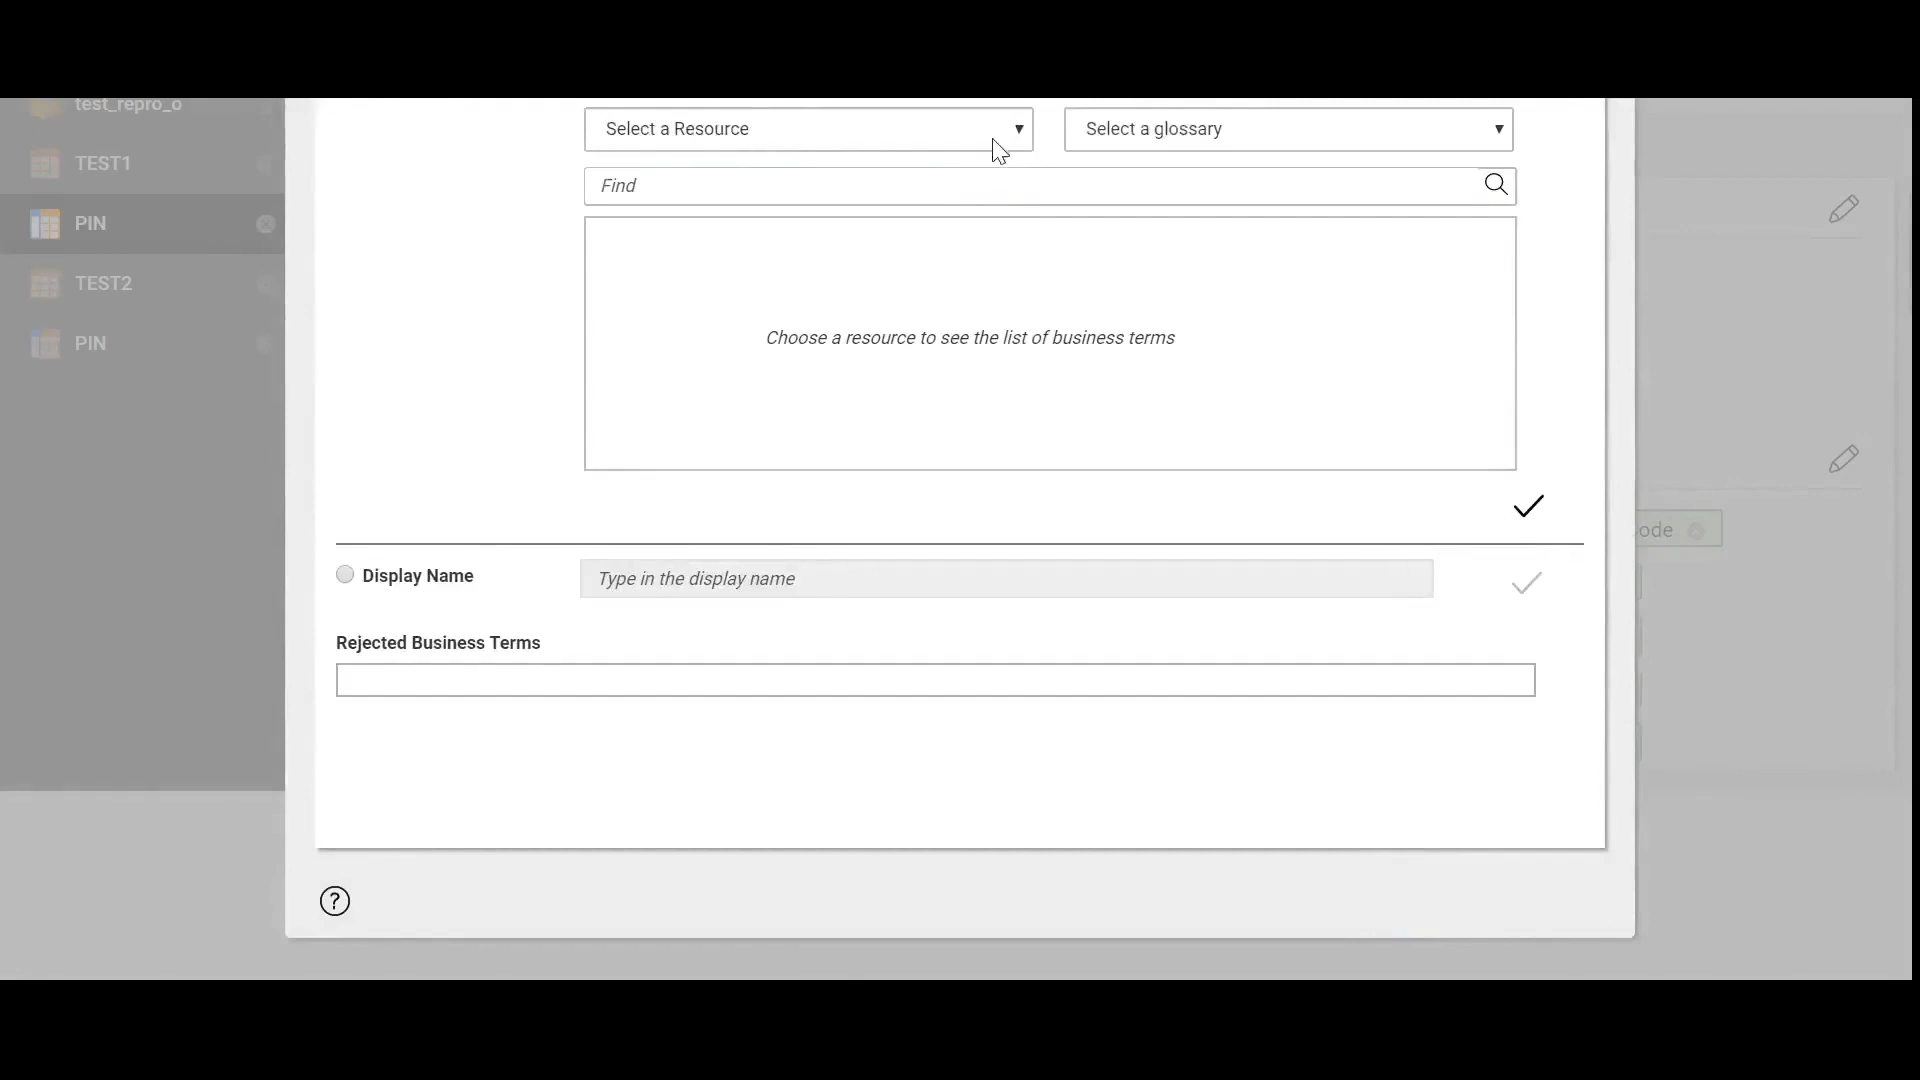 test_repro_o
TEST1
PIN
TEST2
PIN
Select a Resource
Select a glossary
Find
Choose a resource to see the list of business terms
Display Name
Type in the display name
Rejected Business Terms
ode
?